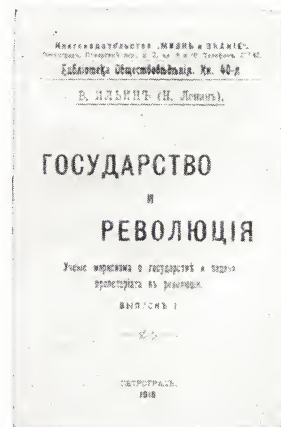 Книгоиздательство „ЖИЗНЬ и ЗНАНІЕ“.
Библіотека Обществовѣдѣнія. Кн. 40-я
В. ИЛЬИНЪ (Н. Ленинъ).
ГОСУДАРСТВО
И
РЕВОЛЮЦІЯ
Ученіе марксизма о государствѣ и задачи
пролетаріата въ революціи.
ВЫПУСКЪ I
ПЕТРОГРАДЪ.
1918